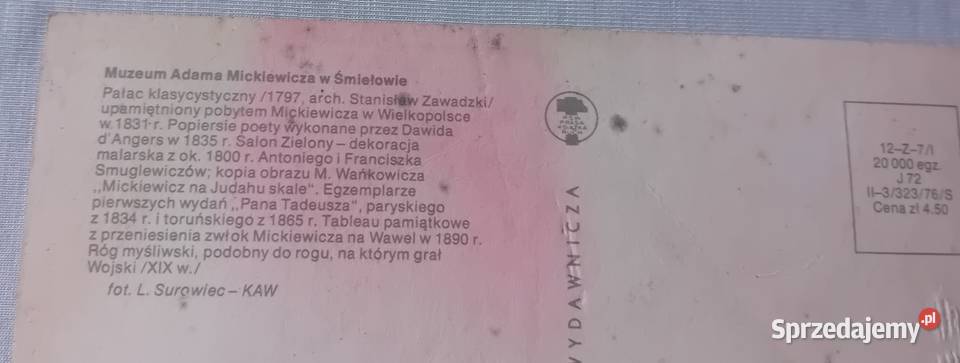 Muzeum Adama Mickiewicza w Śmiełowie
Pałac klasycystyczny /1797, arch. Stanisław Zawadzki/
upamiętniony pobytem Mickiewicza w Wielkopolsce
w 1831 r. Popiersie poety wykonane przez Dawida
d'Angers w 1835 r. Salon Zielony – dekoracja
malarska z ok. 1800 r. Antoniego i Franciszka
Smuglewiczów; kopia obrazu M. Wańkowicza
„Mickiewicz na Judahu skale". Egzemplarze
pierwszych wydań „Pana Tadeusza", paryskiego
z 1834 r. i toruńskiego z 1865 r. Tableau pamiątkowe
z przeniesienia zwłok Mickiewicza na Wawel w 1890 r.
Róg myśliwski, podobny do rogu, na którym grał
Wojski /XIX w./
fot. L. Surowiec – KAW
RSW
PRASA
KSIĄŻKA
RUCH
WYDAWNICZA
12–Z–7/I
20 000 egz.
J 72
II–3/323/76/S
Cena zł 4.50
Sprzedajemy.pl